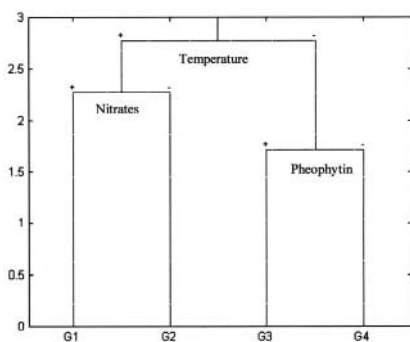 3
+
-
Temperature
2.5
+
-
Nitrates
2
+
-
Pheophytin
1.5
1
0.5
0
G1
G2
G3
G4